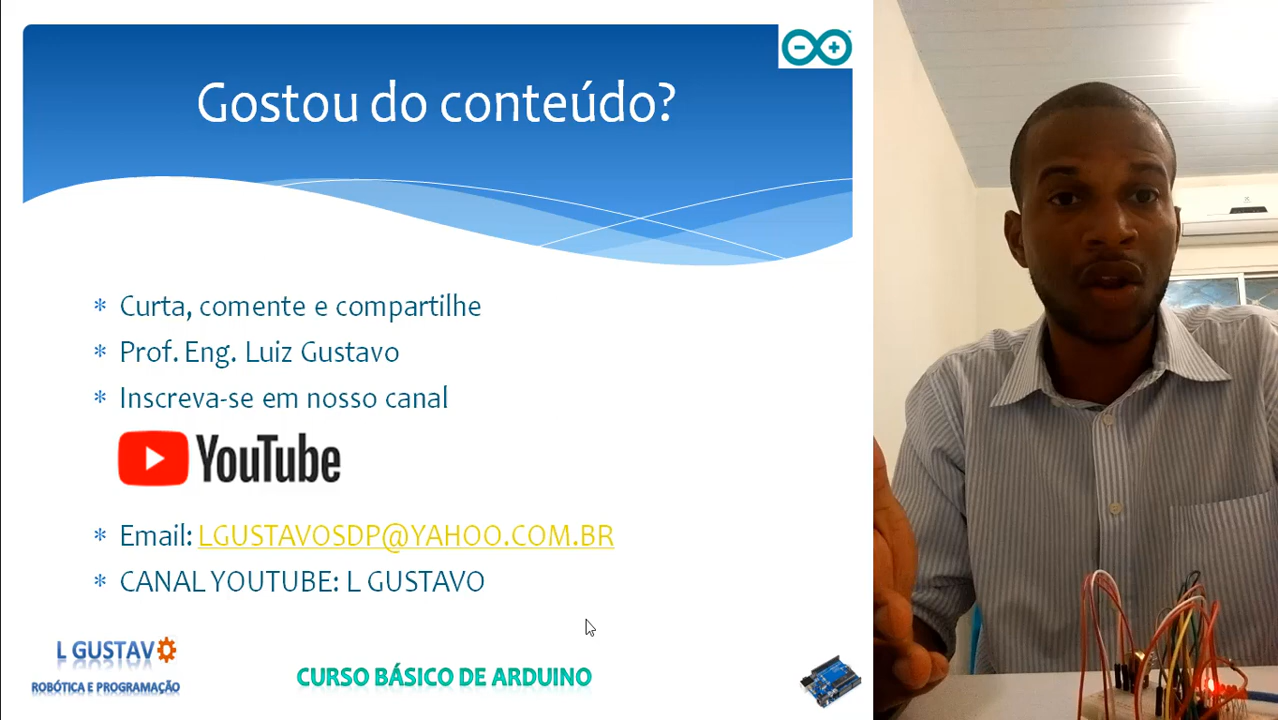 Gostou do conteúdo?
* Curta, comente e compartilhe
* Prof. Eng. Luiz Gustavo
* Inscreva-se em nosso canal
YouTube
* Email: LGUSTAVOSDP@YAHOO.COM.BR
* CANAL YOUTUBE: L GUSTAVO
L GUSTAVO
ROBÓTICA E PROGRAMAÇÃO
CURSO BÁSICO DE ARDUINO